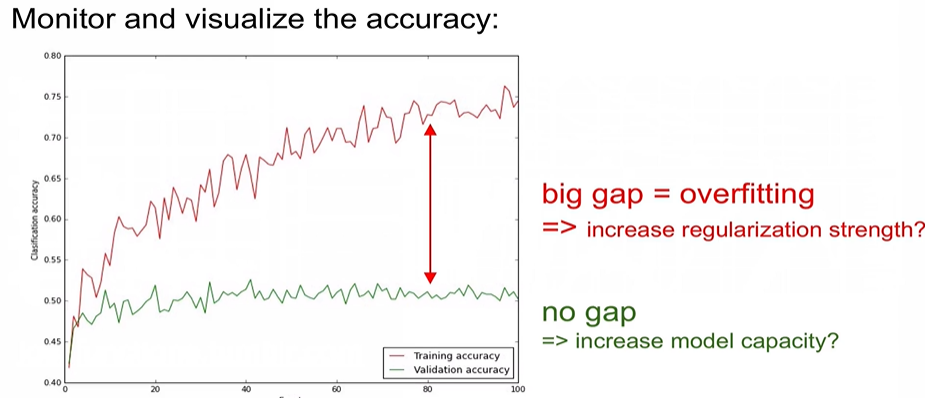 Monitor and visualize the accuracy:
0.80
0.75
0.70
0.65
0.60
0.55
0.50
0.45
0.40
Clasification accuracy
0
20
40
60
80
100
Training accuracy
Validation accuracy
big gap = overfitting
=> increase regularization strength?
no gap
=> increase model capacity?